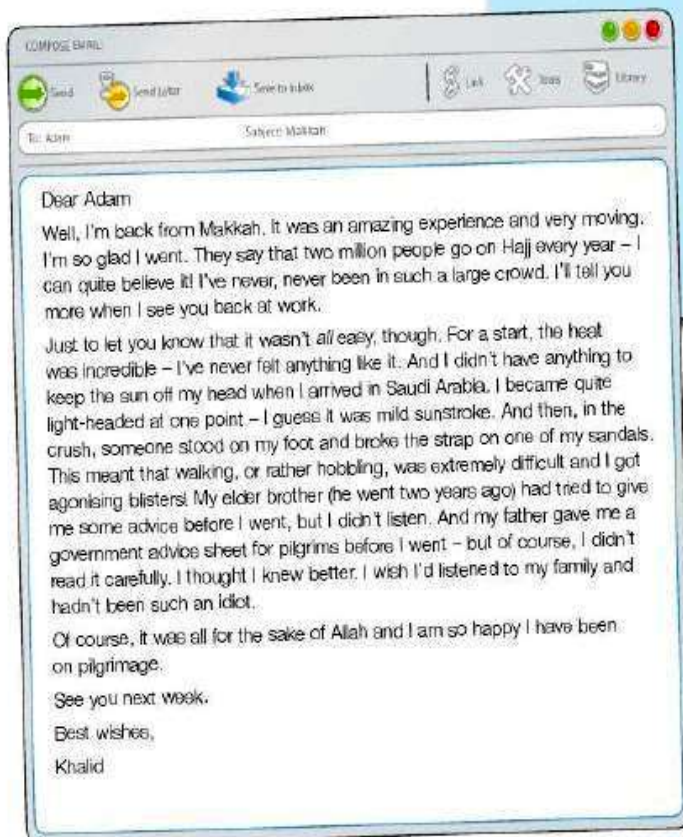 COMPOSE EMAIL
Send
Send Later
Save to Inbox
Link
Tools
Library
To: Adam
Subject: Makkah
Dear Adam
Well, I'm back from Makkah. It was an amazing experience and very moving.
I'm so glad I went. They say that two million people go on Hajj every year – I
can quite believe it! I've never, never been in such a large crowd. I'll tell you
more when I see you back at work.
Just to let you know that it wasn't all easy, though. For a start, the heat
was incredible – I've never felt anything like it. And I didn't have anything to
keep the sun off my head when I arrived in Saudi Arabia. I became quite
light-headed at one point – I guess it was mild sunstroke. And then, in the
crush, someone stood on my foot and broke the strap on one of my sandals.
This meant that walking, or rather hobbling, was extremely difficult and I got
agonising blisters! My elder brother (he went two years ago) had tried to give
me some advice before I went, but I didn't listen. And my father gave me a
government advice sheet for pilgrims before I went – but of course, I didn't
read it carefully. I thought I knew better. I wish I'd listened to my family and
hadn't been such an idiot.
Of course, it was all for the sake of Allah and I am so happy I have been
on pilgrimage.
See you next week.
Best wishes,
Khalid